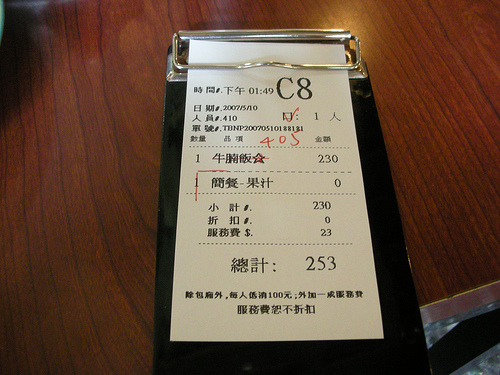 時間#.下午 01:49 C8
日期#.2007/5/10
人員#.410 口: 1 人
單號#.TBNP20070510188181
數量 品項 405 金額
1 牛腩飯☆ 230
1 簡餐-果汁 0
小 計#. 230
折 扣#. 0
服務費 $. 23
總計: 253
除包廂外,每人低消100元;外加一成服務費
服務費恕不折扣